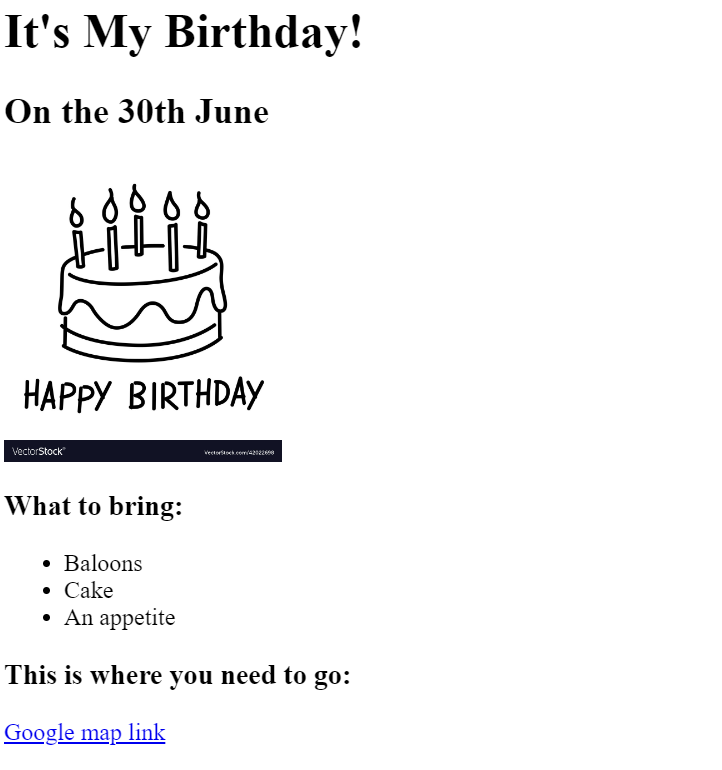 It's My Birthday!
On the 30th June
HAPPY BIRTHDAY
VectorStock® VectorStock.com/42022698
What to bring:
Baloons
Cake
An appetite
This is where you need to go:
Google map link